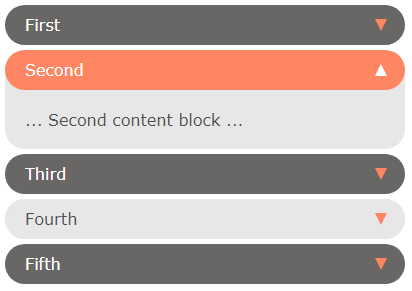 First
Second
... Second content block ...
Third
Fourth
Fifth